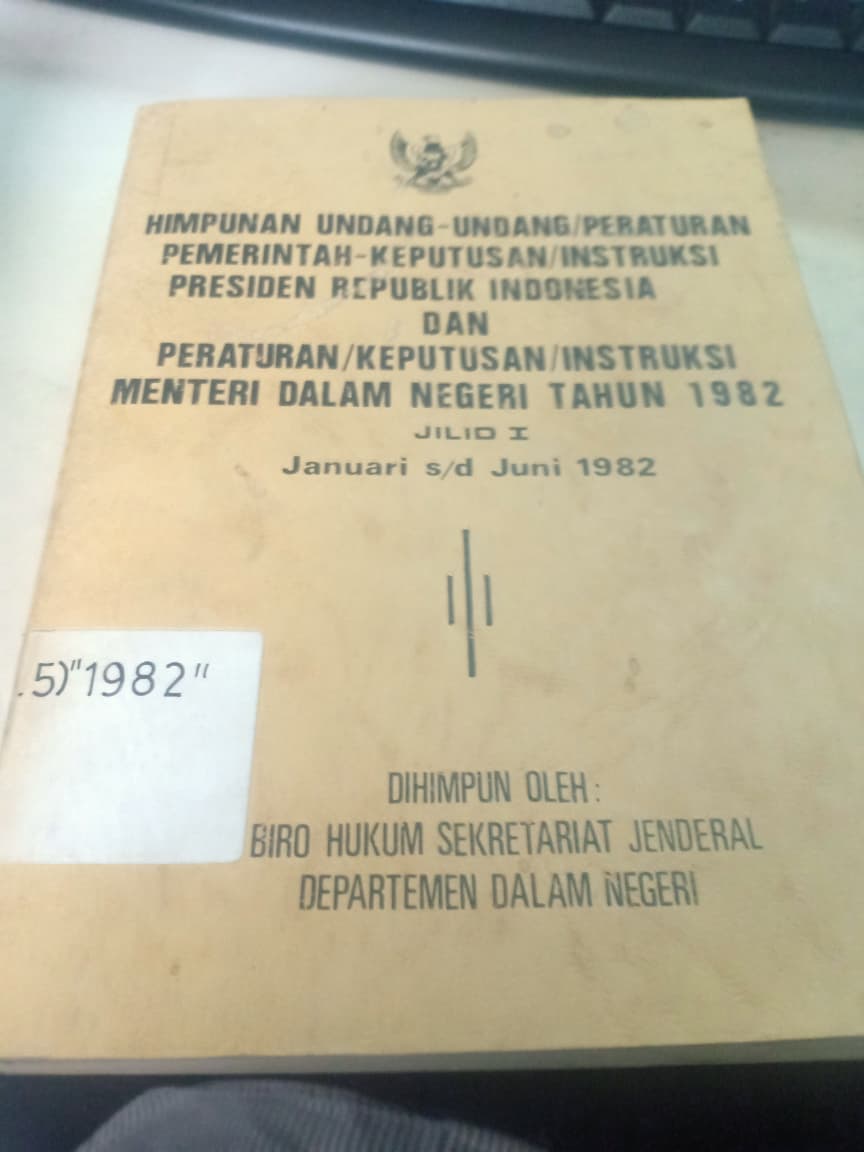 HIMPUNAN UNDANG-UNDANG/PERATURAN
PEMERINTAH-KEPUTUSAN/INSTRUKSI
PRESIDEN REPUBLIK INDONESIA
DAN
PERATURAN/KEPUTUSAN/INSTRUKSI
MENTERI DALAM NEGERI TAHUN 1982
JILID I
Januari s/d Juni 1982
.5)"1982"
DIHIMPUN OLEH :
BIRO HUKUM SEKRETARIAT JENDERAL
DEPARTEMEN DALAM NEGERI